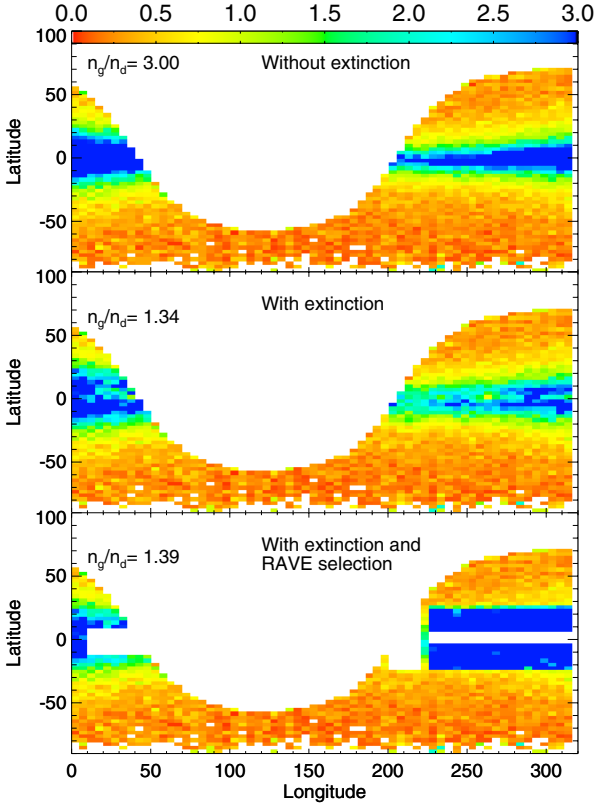 0.0 0.5 1.0 1.5 2.0 2.5 3.0
100
n_g/n_d= 3.00 Without extinction
50
Latitude
0
-50
100
n_g/n_d= 1.34 With extinction
50
Latitude
0
-50
100
n_g/n_d= 1.39 With extinction and
RAVE selection
50
Latitude
0
-50
0 50 100 150 200 250 300
Longitude